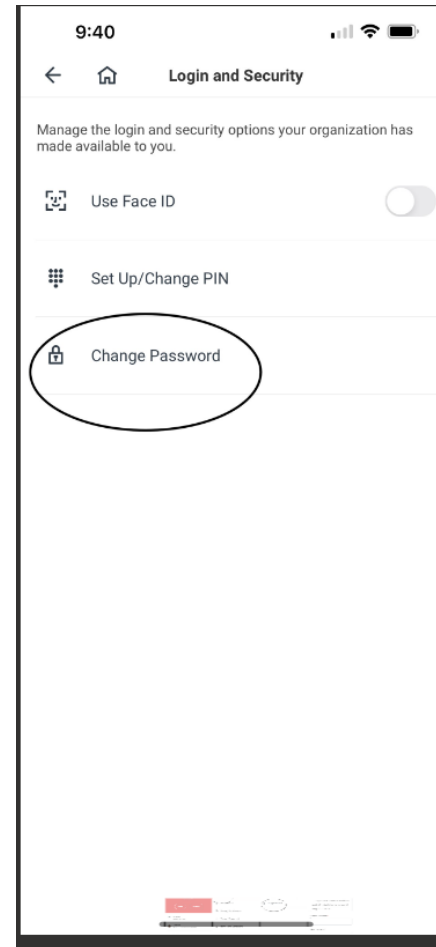 9:40
Login and Security
Manage the login and security options your organization has
made available to you.
Use Face ID
Set Up/Change PIN
Change Password